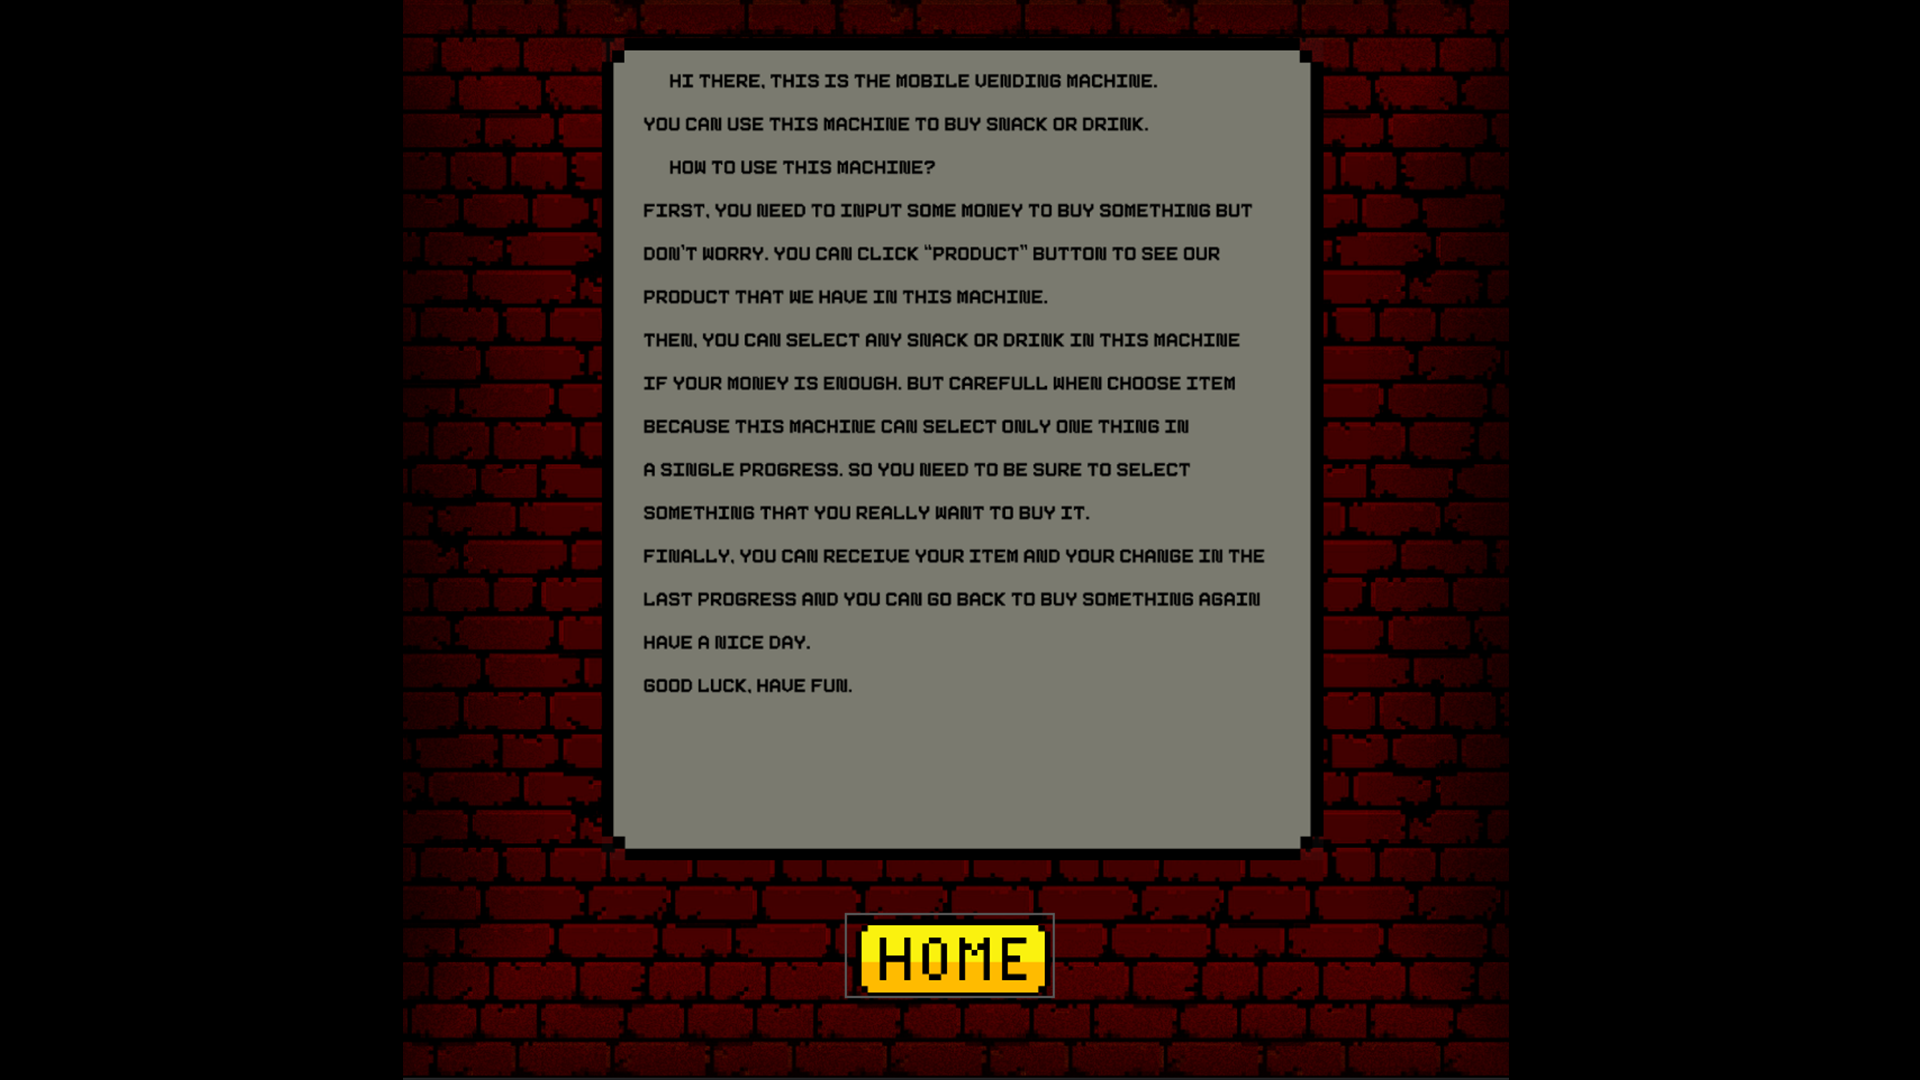 HI THERE, THIS IS THE MOBILE VENDING MACHINE.
YOU CAN USE THIS MACHINE TO BUY SNACK OR DRINK.
HOW TO USE THIS MACHINE?
FIRST, YOU NEED TO INPUT SOME MONEY TO BUY SOMETHING BUT
DON'T WORRY. YOU CAN CLICK “PRODUCT” BUTTON TO SEE OUR
PRODUCT THAT WE HAVE IN THIS MACHINE.
THEN, YOU CAN SELECT ANY SNACK OR DRINK IN THIS MACHINE
IF YOUR MONEY IS ENOUGH. BUT CAREFULL WHEN CHOOSE ITEM
BECAUSE THIS MACHINE CAN SELECT ONLY ONE THING IN
A SINGLE PROGRESS. SO YOU NEED TO BE SURE TO SELECT
SOMETHING THAT YOU REALLY WANT TO BUY IT.
FINALLY, YOU CAN RECEIVE YOUR ITEM AND YOUR CHANGE IN THE
LAST PROGRESS AND YOU CAN GO BACK TO BUY SOMETHING AGAIN
HAVE A NICE DAY.
GOOD LUCK, HAVE FUN.
HOME